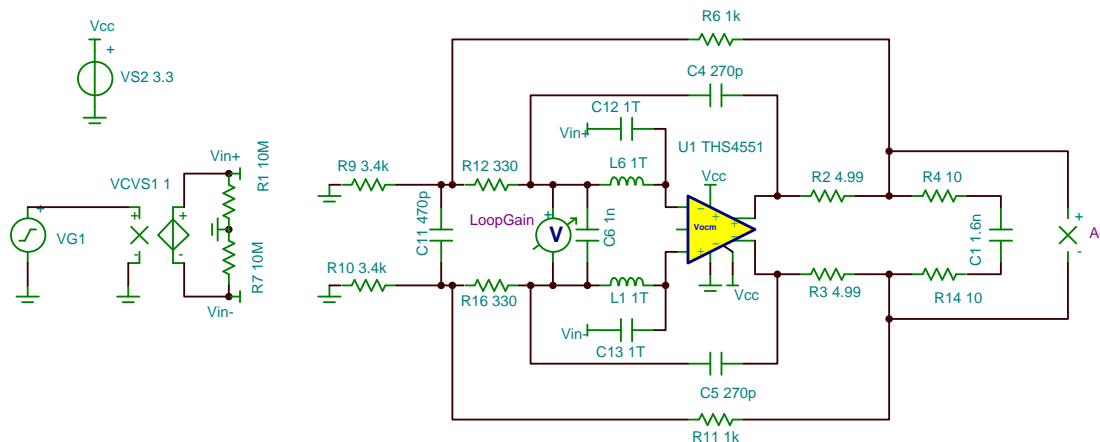 R6 1k
Vcc
+
VS2 3.3
C4 270p
C12 1T
Vin+
U1 THS4551
Vin+
R1 10M
R9 3.4k
R12 330
L6 1T
Vcc
VCVS1 1
R2 4.99
R4 10
C11 470p
LoopGain
+
V
C6 1n
Vocm
C1 1.6n
+
A
-
VG1
+
+
+
-
-
R7 10M
R10 3.4k
R16 330
L1 1T
Vcc
R3 4.99
R14 10
Vin-
Vin-
C13 1T
C5 270p
R11 1k